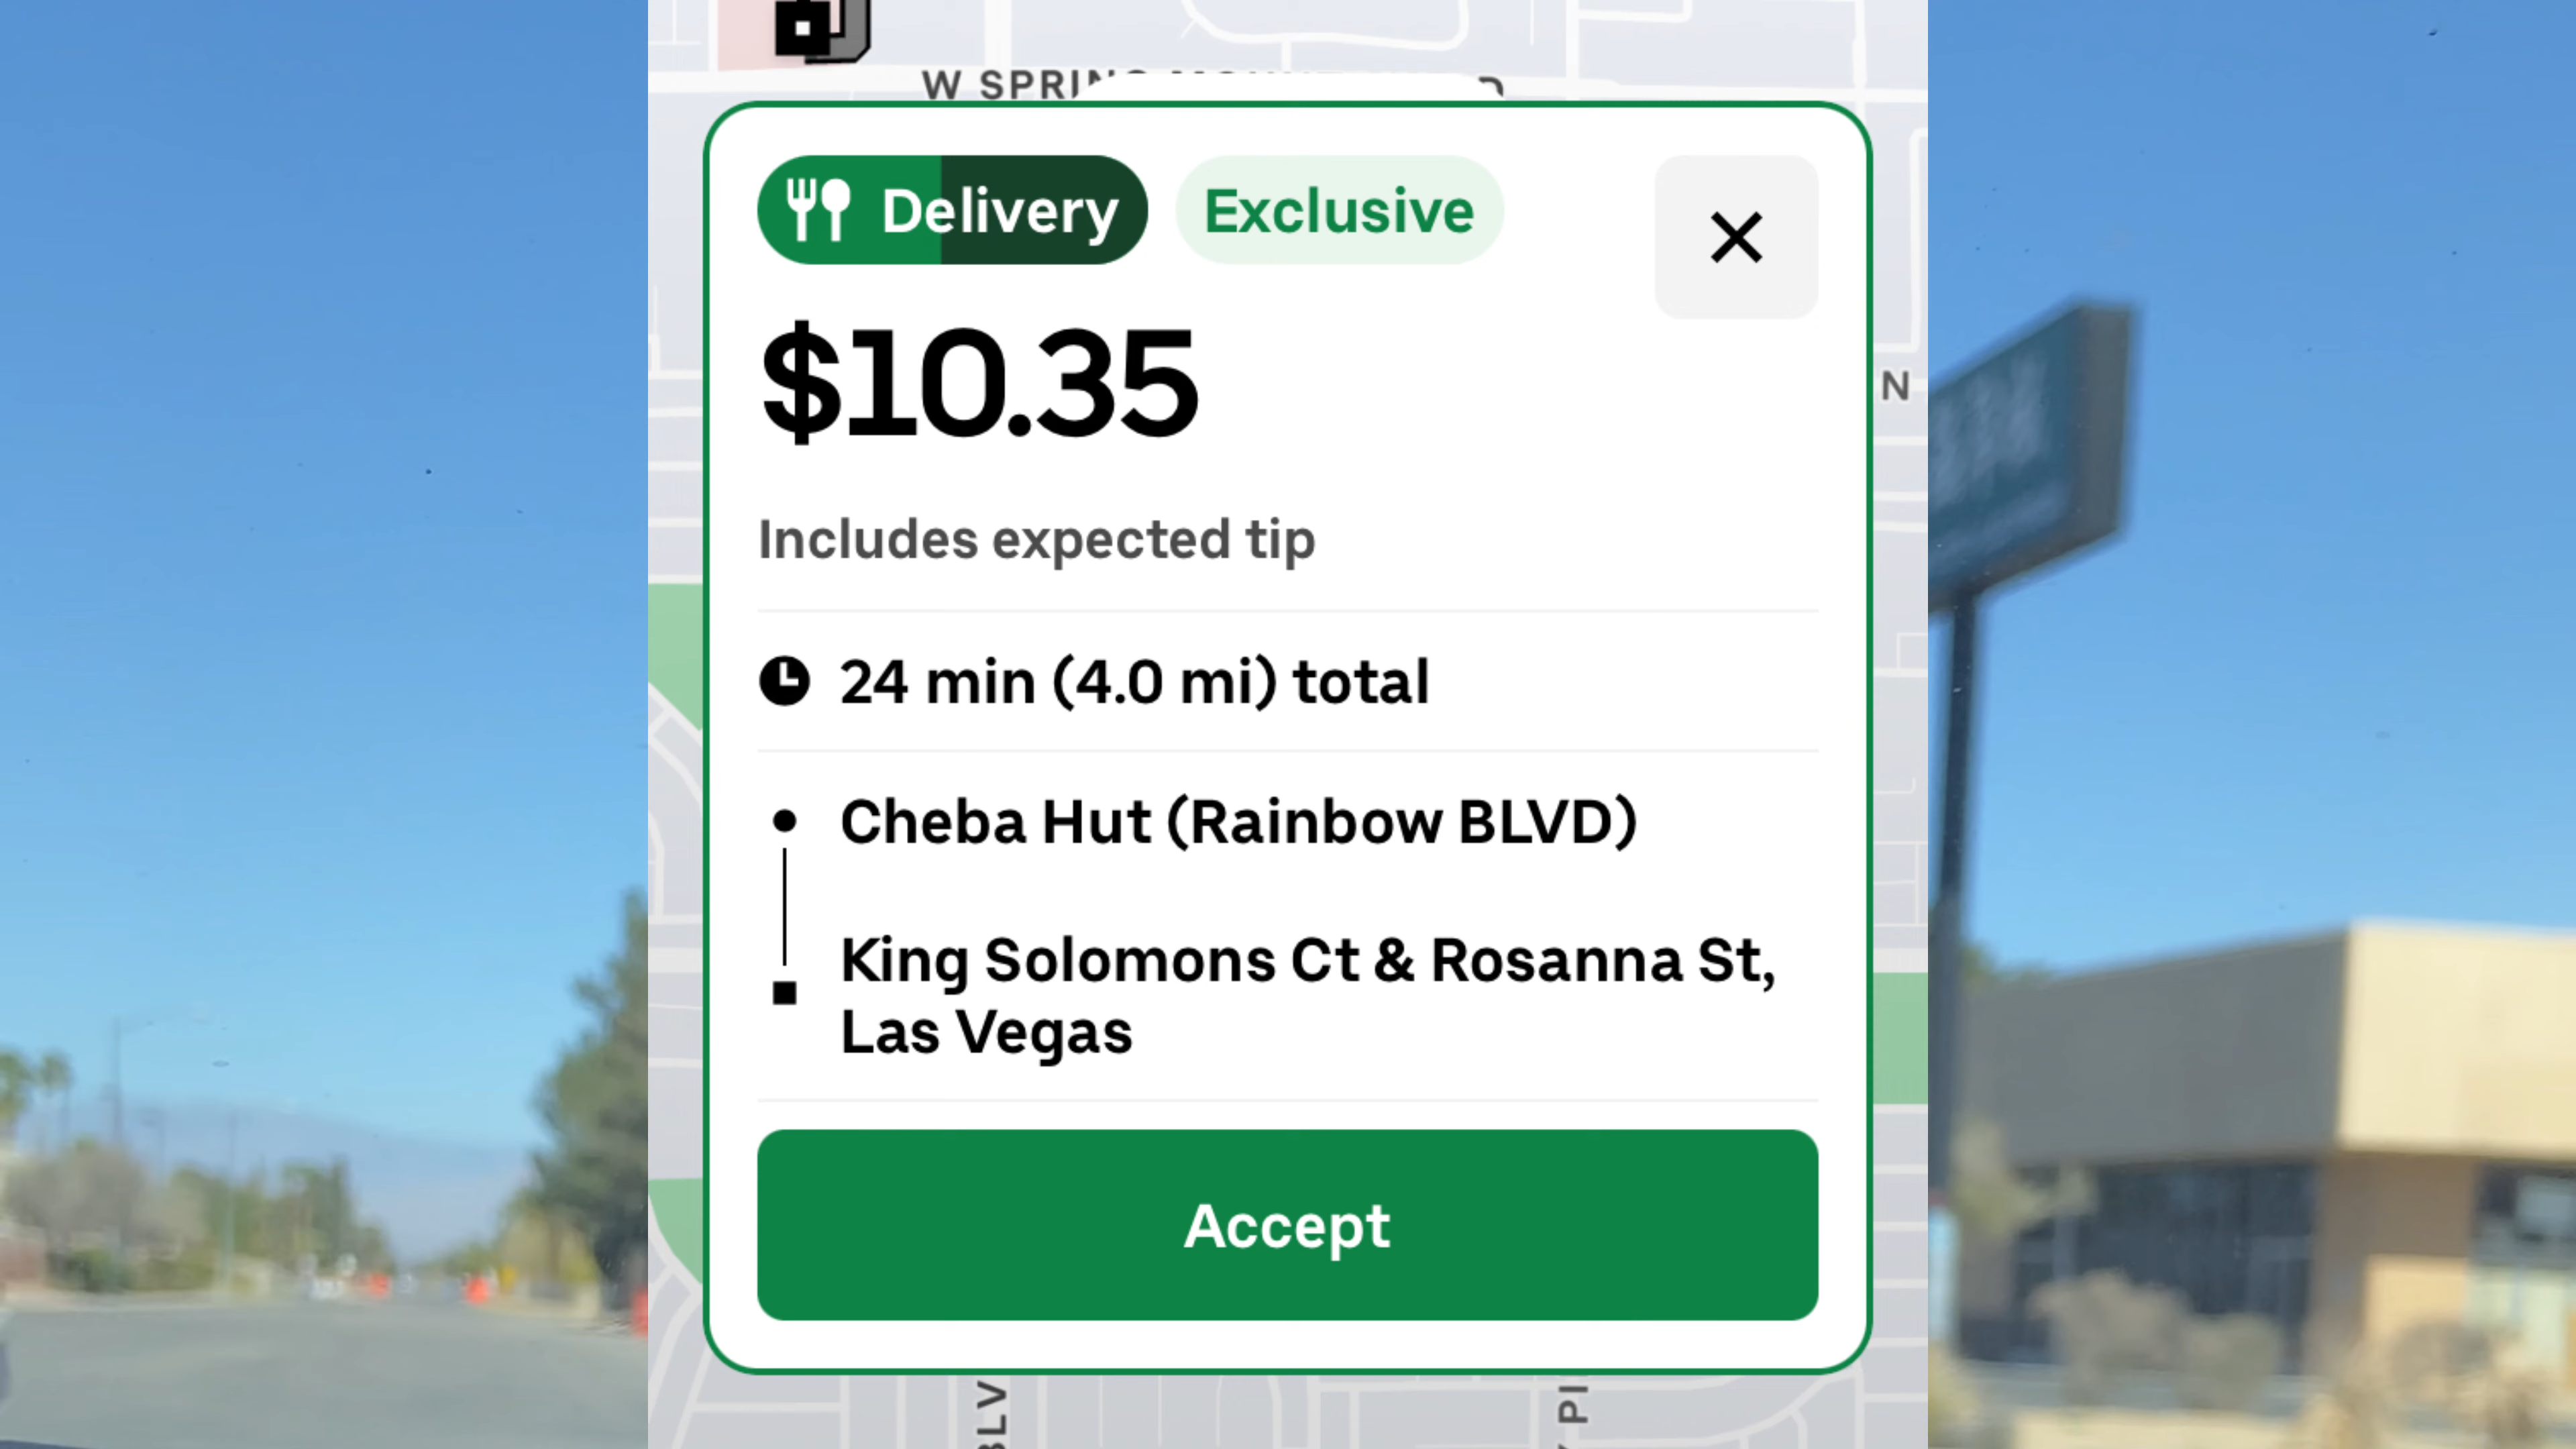 W SPRING
Delivery
Exclusive
$10.35
N
Includes expected tip
24 min (4.0 mi) total
Cheba Hut (Rainbow BLVD)
King Solomons Ct & Rosanna St,
Las Vegas
Accept